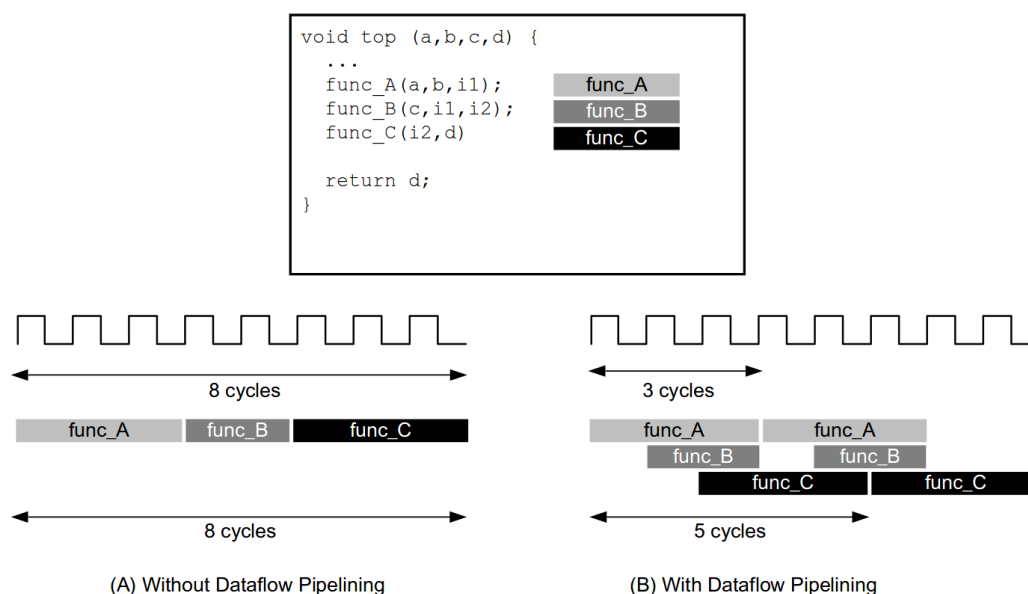 void top (a,b,c,d) {
...
func_A(a,b,i1);
func_B(c,i1,i2);
func_C(i2,d)
return d;
}
func_A
func_B
func_C
8 cycles
func_A func_B func_C
8 cycles
(A) Without Dataflow Pipelining
3 cycles
func_A func_A
func_B func_B
func_C func_C
5 cycles
(B) With Dataflow Pipelining